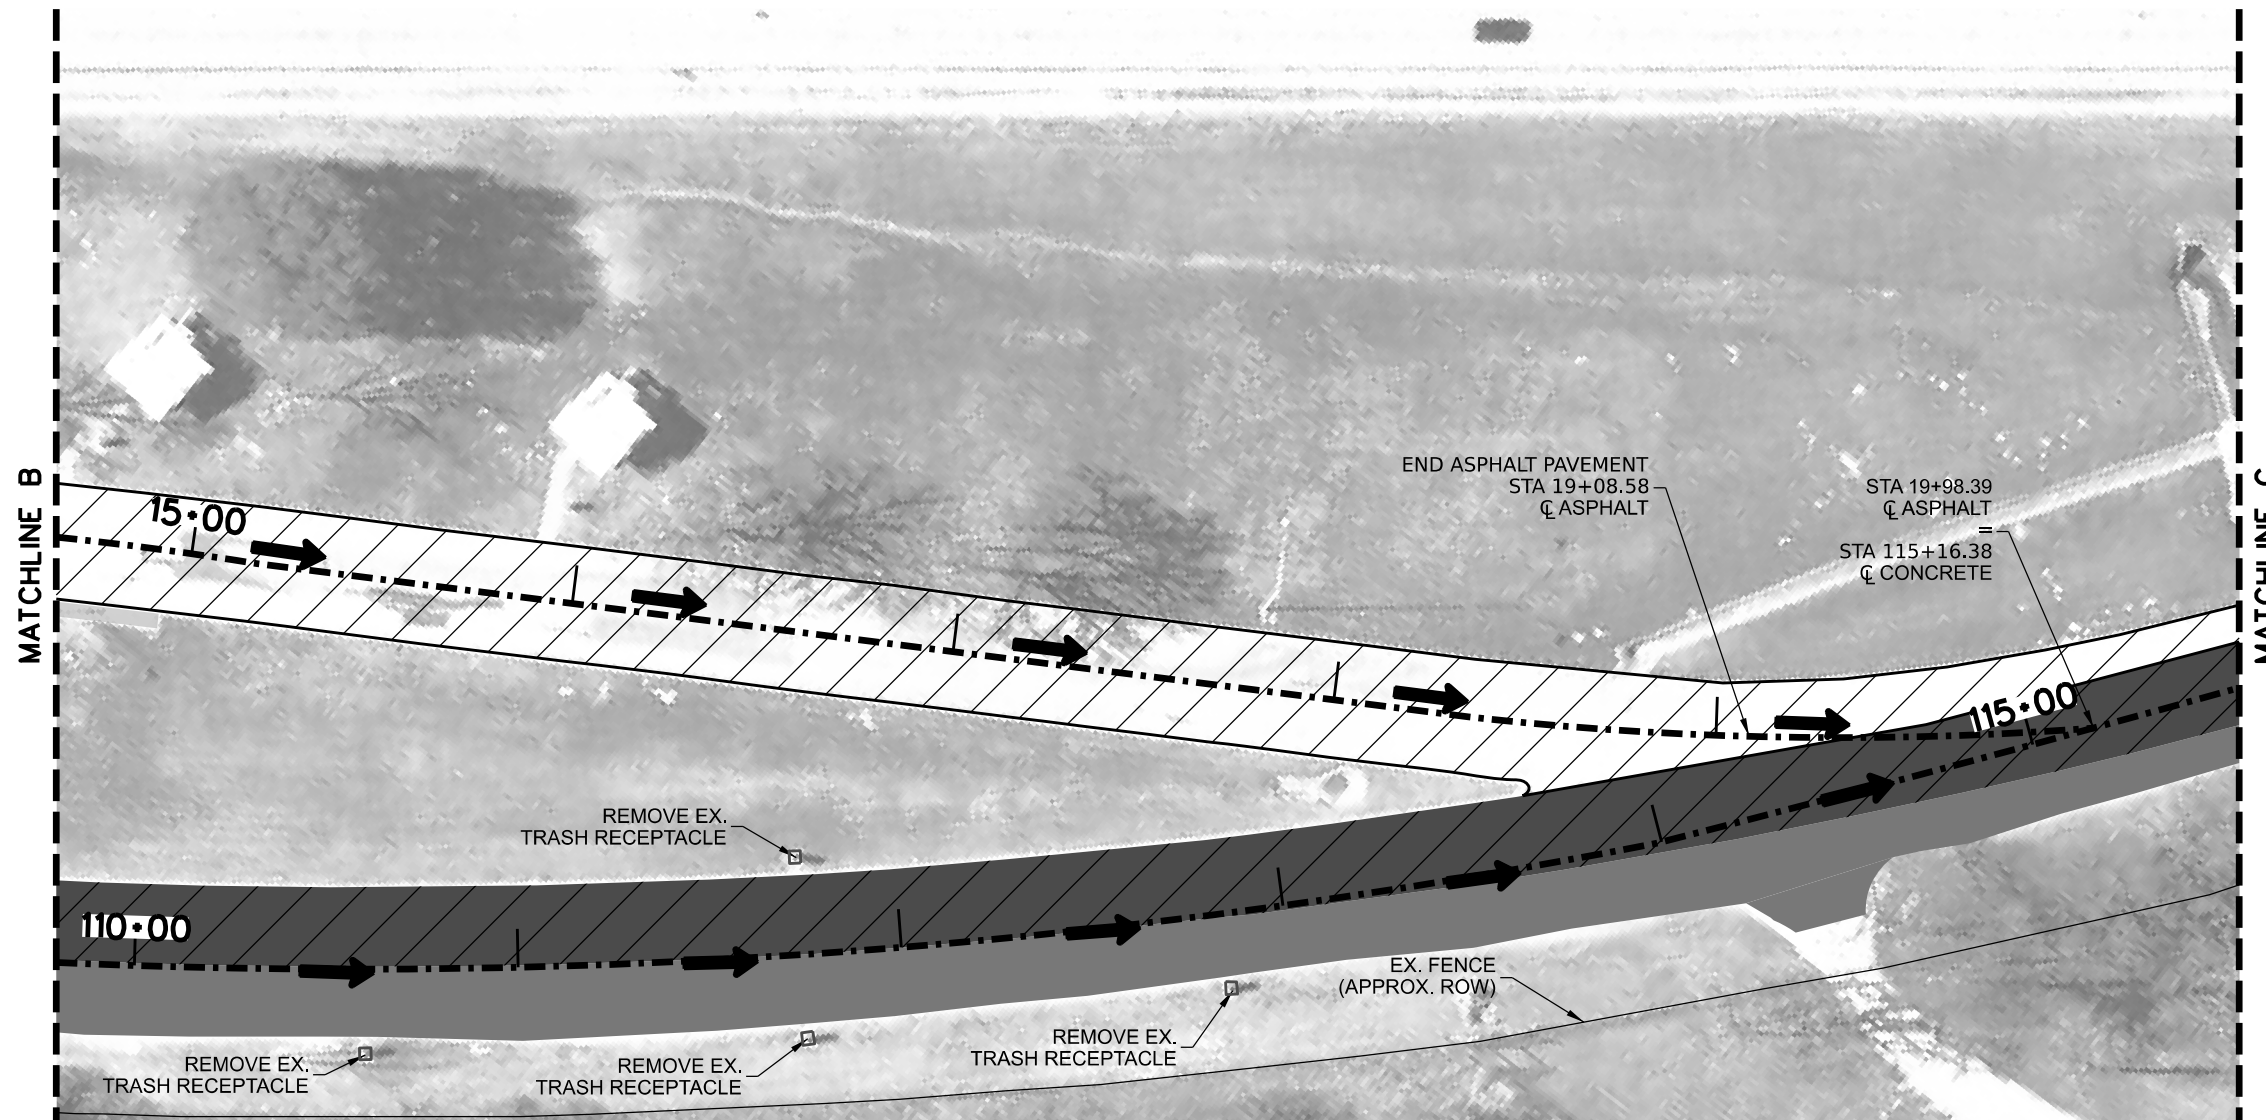 MATCHLINE B
15+00
END ASPHALT PAVEMENT
STA 19+08.58
℄ ASPHALT
STA 19+98.39
℄ ASPHALT
=
STA 115+16.38
℄ CONCRETE
MATCHLINE C
115+00
REMOVE EX.
TRASH RECEPTACLE
110+00
EX. FENCE
(APPROX. ROW)
REMOVE EX.
TRASH RECEPTACLE
REMOVE EX.
TRASH RECEPTACLE
REMOVE EX.
TRASH RECEPTACLE